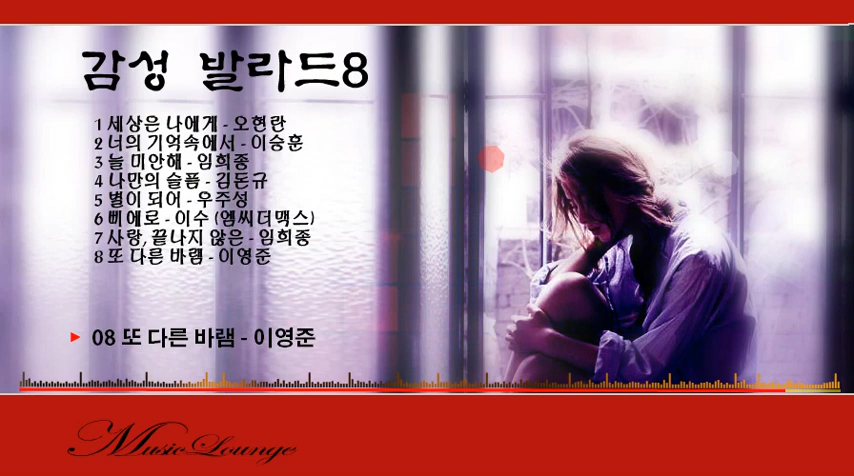 감성 발라드8
1 세상은 나에게 - 오현란
2 너의 기억속에서 - 이승훈
3 늘 미안해 - 임희종
4 나만의 슬픔 - 김돈규
5 별이 되어 - 우주성
6 삐에로 - 이수 (엠씨더맥스)
7 사랑, 끝나지 않은 - 임희종
8 또 다른 바램 - 이영준
08 또 다른 바램 - 이영준
MusicLounge